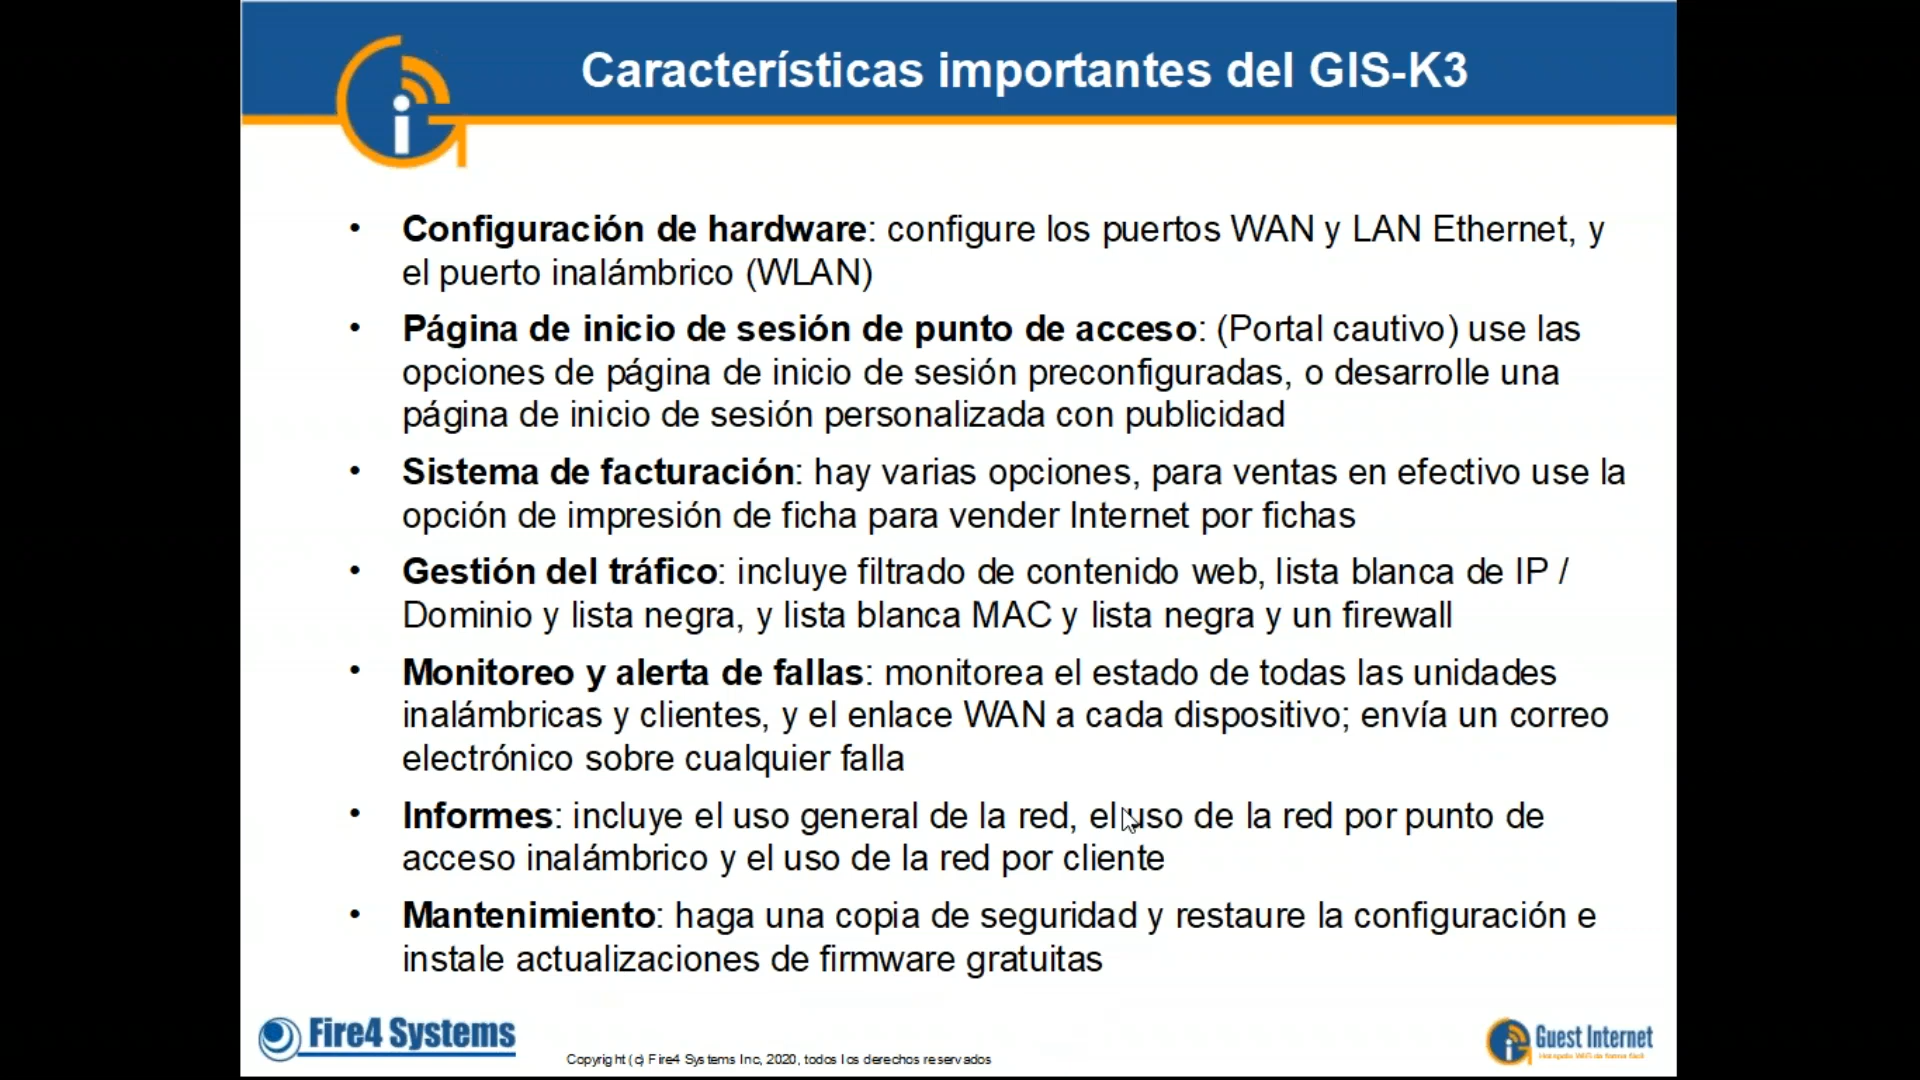 Características importantes del GIS-K3
• Configuración de hardware: configure los puertos WAN y LAN Ethernet, y
el puerto inalámbrico (WLAN)
• Página de inicio de sesión de punto de acceso: (Portal cautivo) use las
opciones de página de inicio de sesión preconfiguradas, o desarrolle una
página de inicio de sesión personalizada con publicidad
• Sistema de facturación: hay varias opciones, para ventas en efectivo use la
opción de impresión de ficha para vender Internet por fichas
• Gestión del tráfico: incluye filtrado de contenido web, lista blanca de IP /
Dominio y lista negra, y lista blanca MAC y lista negra y un firewall
• Monitoreo y alerta de fallas: monitorea el estado de todas las unidades
inalámbricas y clientes, y el enlace WAN a cada dispositivo; envía un correo
electrónico sobre cualquier falla
• Informes: incluye el uso general de la red, el uso de la red por punto de
acceso inalámbrico y el uso de la red por cliente
• Mantenimiento: haga una copia de seguridad y restaure la configuración e
instale actualizaciones de firmware gratuitas
Fire4 Systems
Copyright (c) Fire4 Systems Inc, 2020, todos los derechos reservados
Guest Internet
Hotspots WiFi de forma fácil